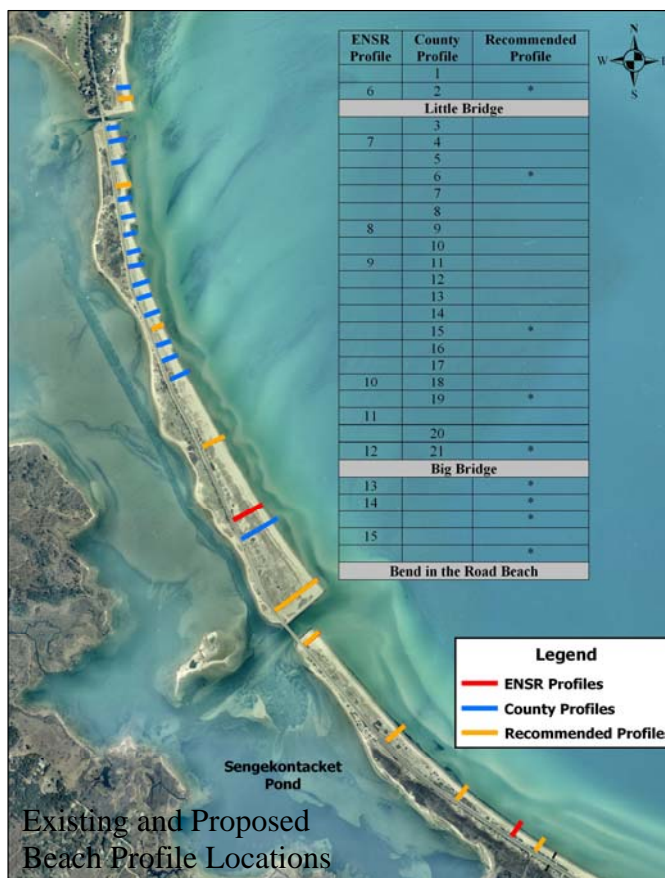 ENSR Profile County Profile Recommended Profile
1
6 2 *
Little Bridge
3
7 4
5
6 *
7
8
8 9
10
9 11
12
13
14
15 *
16
17
10 18
19 *
11
20
12 21 *
Big Bridge
13 *
14 *
*
15
*
Bend in the Road Beach
N
W E
S
Legend
ENSR Profiles
County Profiles
Recommended Profiles
Sengekontacket
Pond
Existing and Proposed
Beach Profile Locations